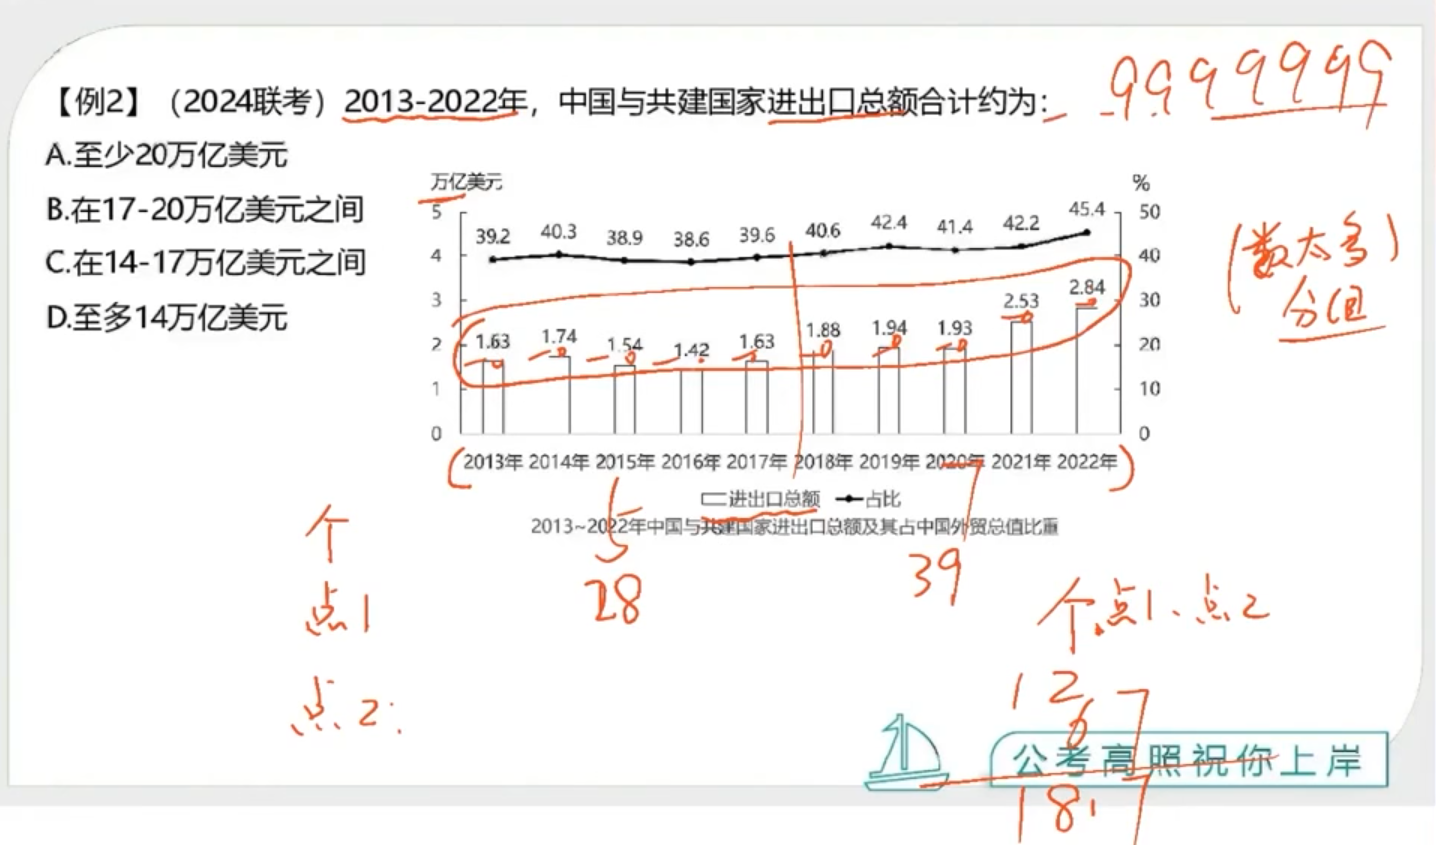 【例2】（2024联考）2013-2022年，中国与共建国家进出口总额合计约为：
9999999
A.至少20万亿美元
B.在17-20万亿美元之间
C.在14-17万亿美元之间
D.至多14万亿美元
万亿美元
%
5 50
39.2 40.3 38.9 38.6 39.6 40.6 42.4 41.4 42.2 45.4
4 40
3 30
1.63 1.74 1.54 1.42 1.63 1.88 1.94 1.93 2.53 2.84
2 20
1 10
0 0
(数太多)
分组
2013年 2014年 2015年 2016年 2017年 2018年 2019年 2020年 2021年 2022年
进出口总额 占比
2013~2022年中国与共建国家进出口总额及其占中国外贸总值比重
个
5 7
28 39
点1
点2:
个.点1、点2
12
67
公考高照祝你上岸
18.7